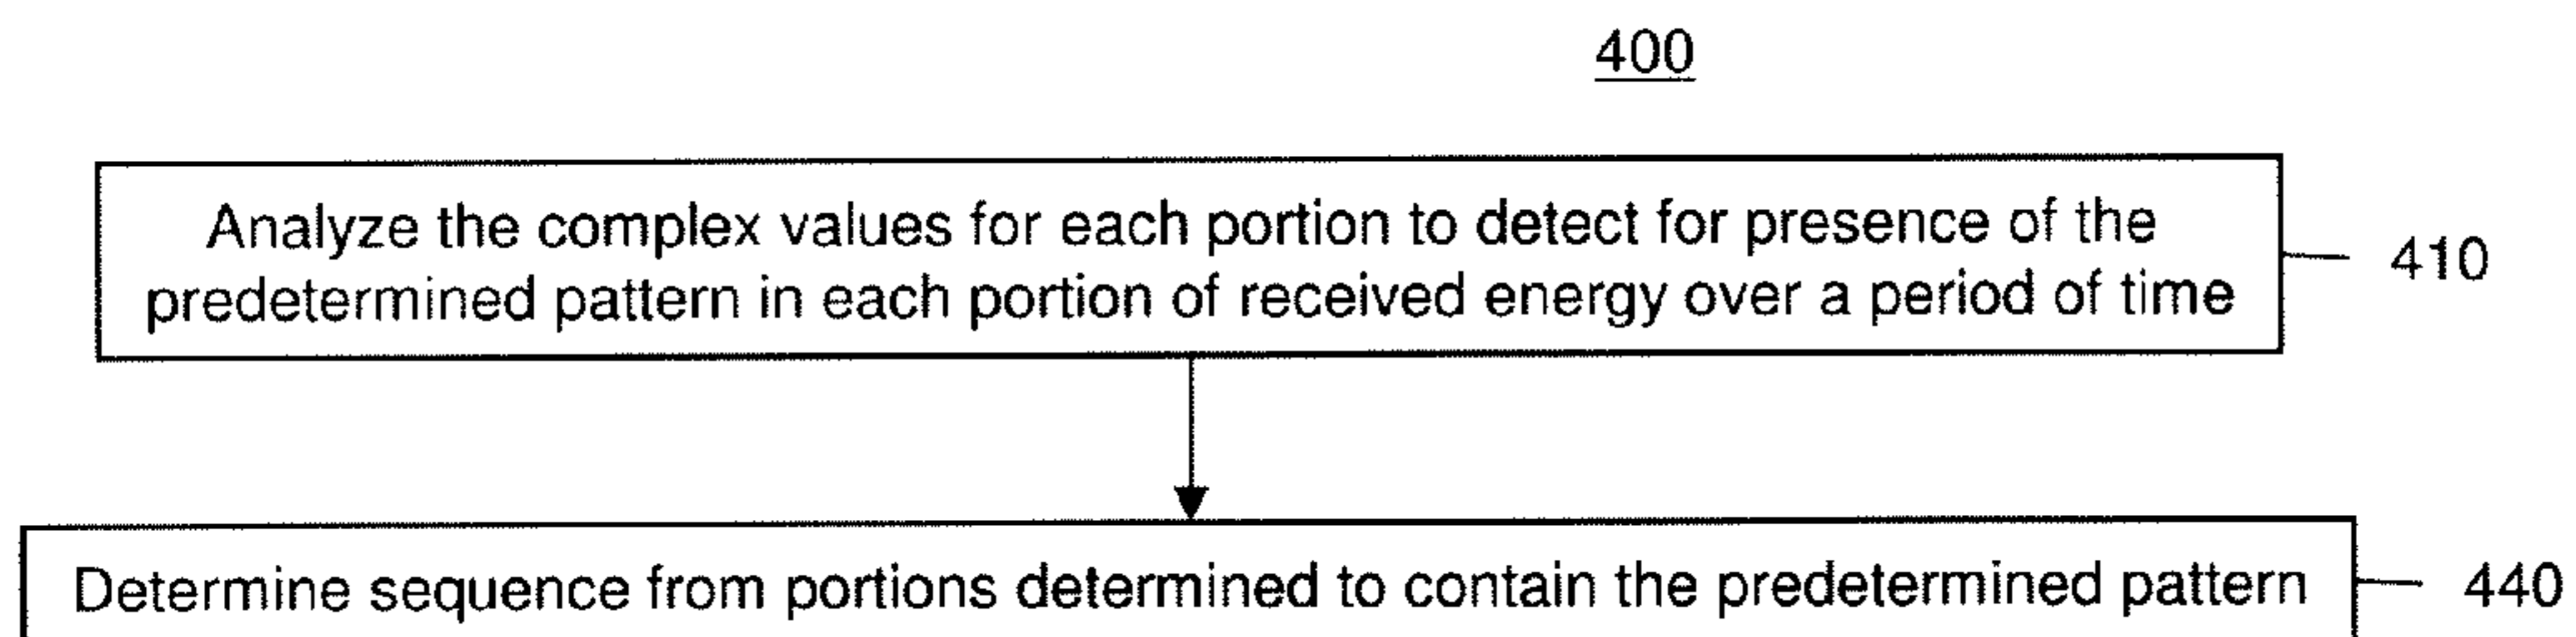 400
Analyze the complex values for each portion to detect for presence of the
predetermined pattern in each portion of received energy over a period of time
410
Determine sequence from portions determined to contain the predetermined pattern
440